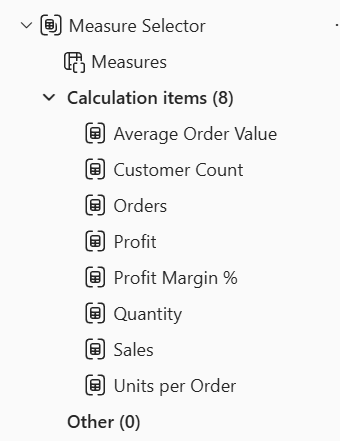 Measure Selector
Measures
Calculation items (8)
Average Order Value
Customer Count
Orders
Profit
Profit Margin %
Quantity
Sales
Units per Order
Other (0)